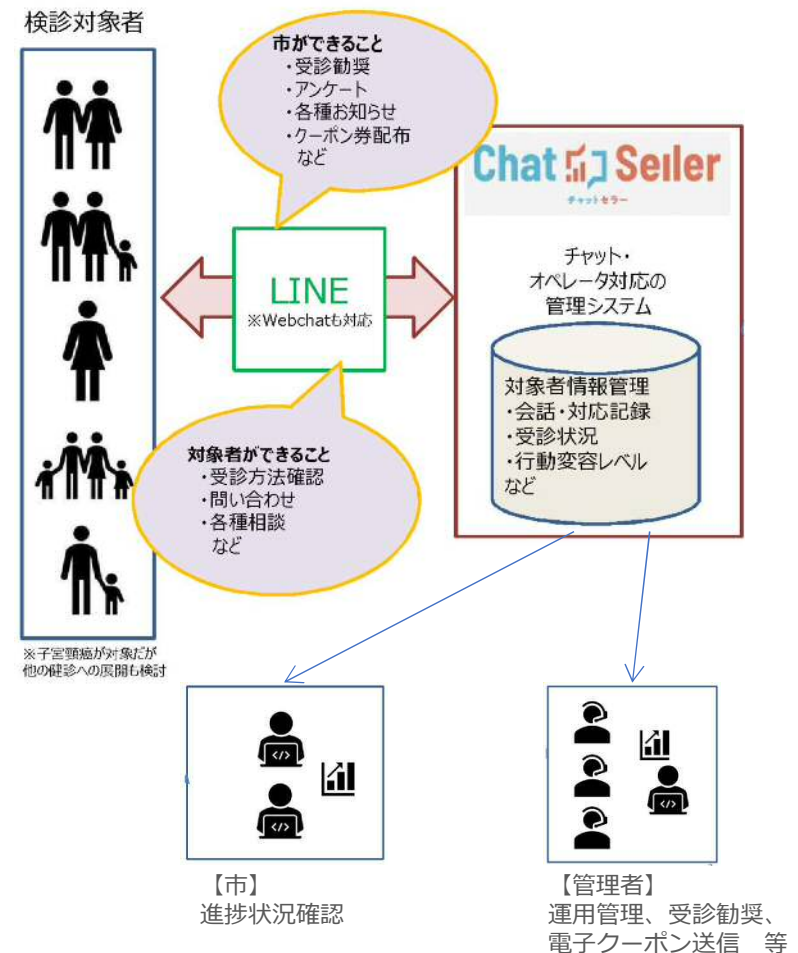 検診対象者
市ができること
・受診勧奨
・アンケート
・各種お知らせ
・クーポン券配布
など
Chat Seiler
チャットセラー
チャット・
オペレータ対応の
管理システム
LINE
※Webchatも対応
対象者情報管理
・会話・対応記録
・受診状況
・行動変容レベル
など
対象者ができること
・受診方法確認
・問い合わせ
・各種相談
など
※子宮頸癌が対象だが
他の健診への展開も検討
【市】
進捗状況確認
【管理者】
運用管理、受診勧奨、
電子クーポン送信　等